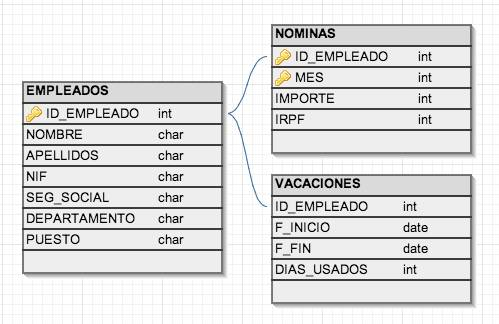 EMPLEADOS
ID_EMPLEADO int
NOMBRE char
APELLIDOS char
NIF char
SEG_SOCIAL char
DEPARTAMENTO char
PUESTO char
NOMINAS
ID_EMPLEADO int
MES int
IMPORTE int
IRPF int
VACACIONES
ID_EMPLEADO int
F_INICIO date
F_FIN date
DIAS_USADOS int